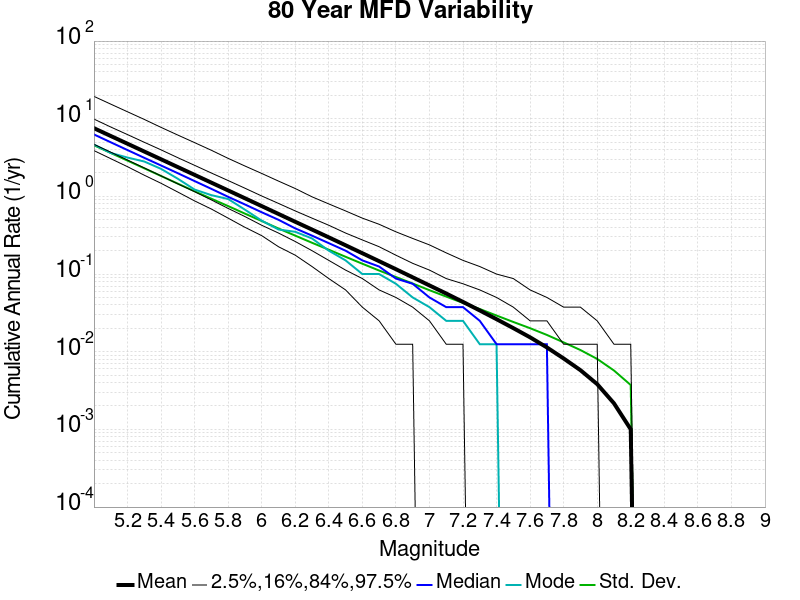 80 Year MFD Variability
10^2
10^1
10^0
10^-1
10^-2
10^-3
10^-4
Cumulative Annual Rate (1/yr)
5.2 5.4 5.6 5.8 6 6.2 6.4 6.6 6.8 7 7.2 7.4 7.6 7.8 8 8.2 8.4 8.6 8.8 9
Magnitude
Mean 2.5%,16%,84%,97.5% Median Mode Std. Dev.